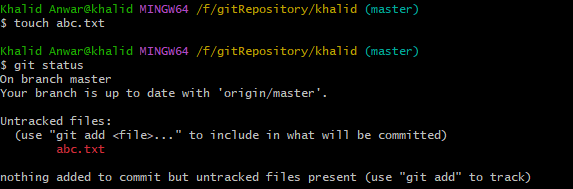 Khalid Anwar@khalid MINGW64 /f/gitRepository/khalid (master)
$ touch abc.txt
Khalid Anwar@khalid MINGW64 /f/gitRepository/khalid (master)
$ git status
On branch master
Your branch is up to date with 'origin/master'.
Untracked files:
(use "git add <file>..." to include in what will be committed)
abc.txt
nothing added to commit but untracked files present (use "git add" to track)